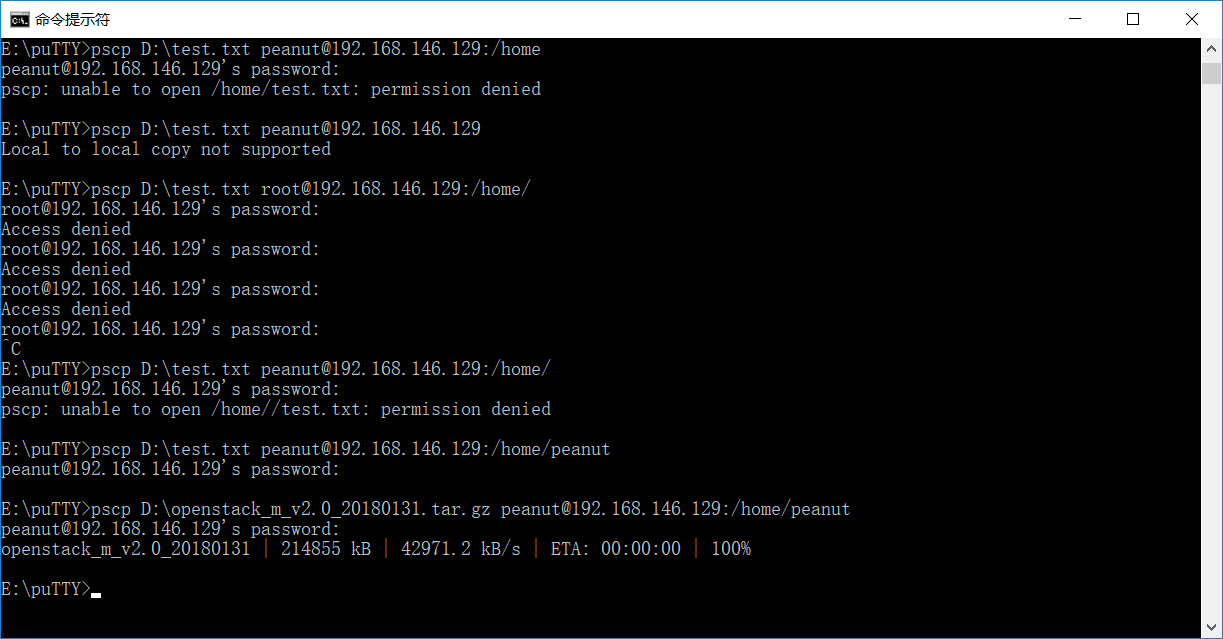 命令提示符
E:\puTTY>pscp D:\test.txt peanut@192.168.146.129:/home
peanut@192.168.146.129's password:
pscp: unable to open /home/test.txt: permission denied
E:\puTTY>pscp D:\test.txt peanut@192.168.146.129
Local to local copy not supported
E:\puTTY>pscp D:\test.txt root@192.168.146.129:/home/
root@192.168.146.129's password:
Access denied
root@192.168.146.129's password:
Access denied
root@192.168.146.129's password:
Access denied
root@192.168.146.129's password:
^C
E:\puTTY>pscp D:\test.txt peanut@192.168.146.129:/home/
peanut@192.168.146.129's password:
pscp: unable to open /home//test.txt: permission denied
E:\puTTY>pscp D:\test.txt peanut@192.168.146.129:/home/peanut
peanut@192.168.146.129's password:
E:\puTTY>pscp D:\openstack_m_v2.0_20180131.tar.gz peanut@192.168.146.129:/home/peanut
peanut@192.168.146.129's password:
openstack_m_v2.0_20180131 | 214855 kB | 42971.2 kB/s | ETA: 00:00:00 | 100%
E:\puTTY>